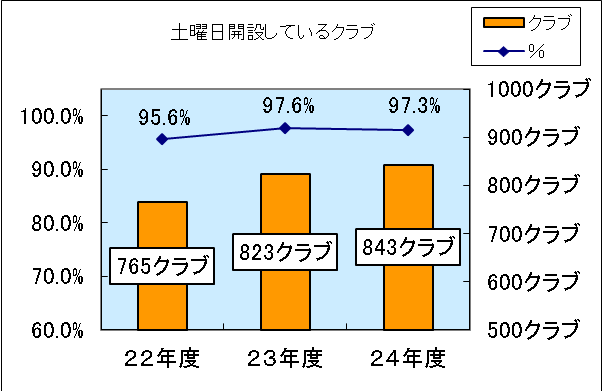 土曜日開設しているクラブ
クラブ
%
100.0%
90.0%
80.0%
70.0%
60.0%
95.6%
97.6%
97.3%
765クラブ
823クラブ
843クラブ
1000クラブ
900クラブ
800クラブ
700クラブ
600クラブ
500クラブ
22年度
23年度
24年度